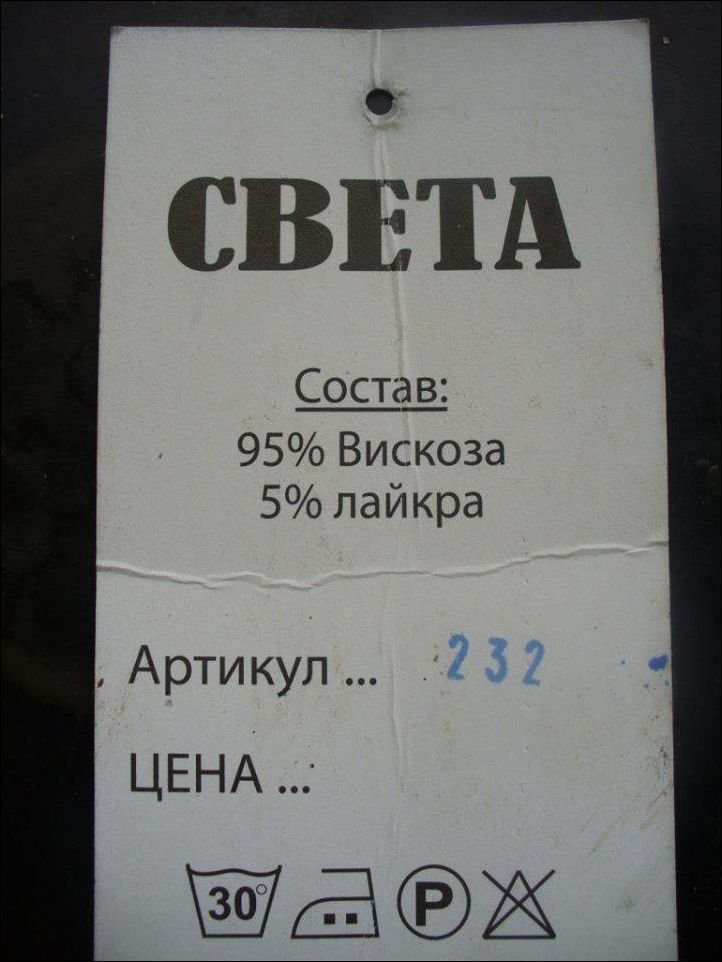 СВЕТА
Состав:
95% Вискоза
5% лайкра
Артикул ... 232
ЦЕНА ...
30° P